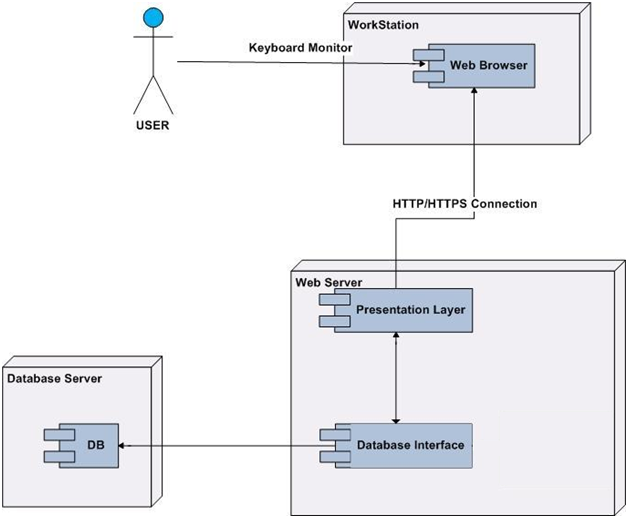 WorkStation
Keyboard Monitor
Web Browser
USER
HTTP/HTTPS Connection
Web Server
Presentation Layer
Database Server
DB
Database Interface